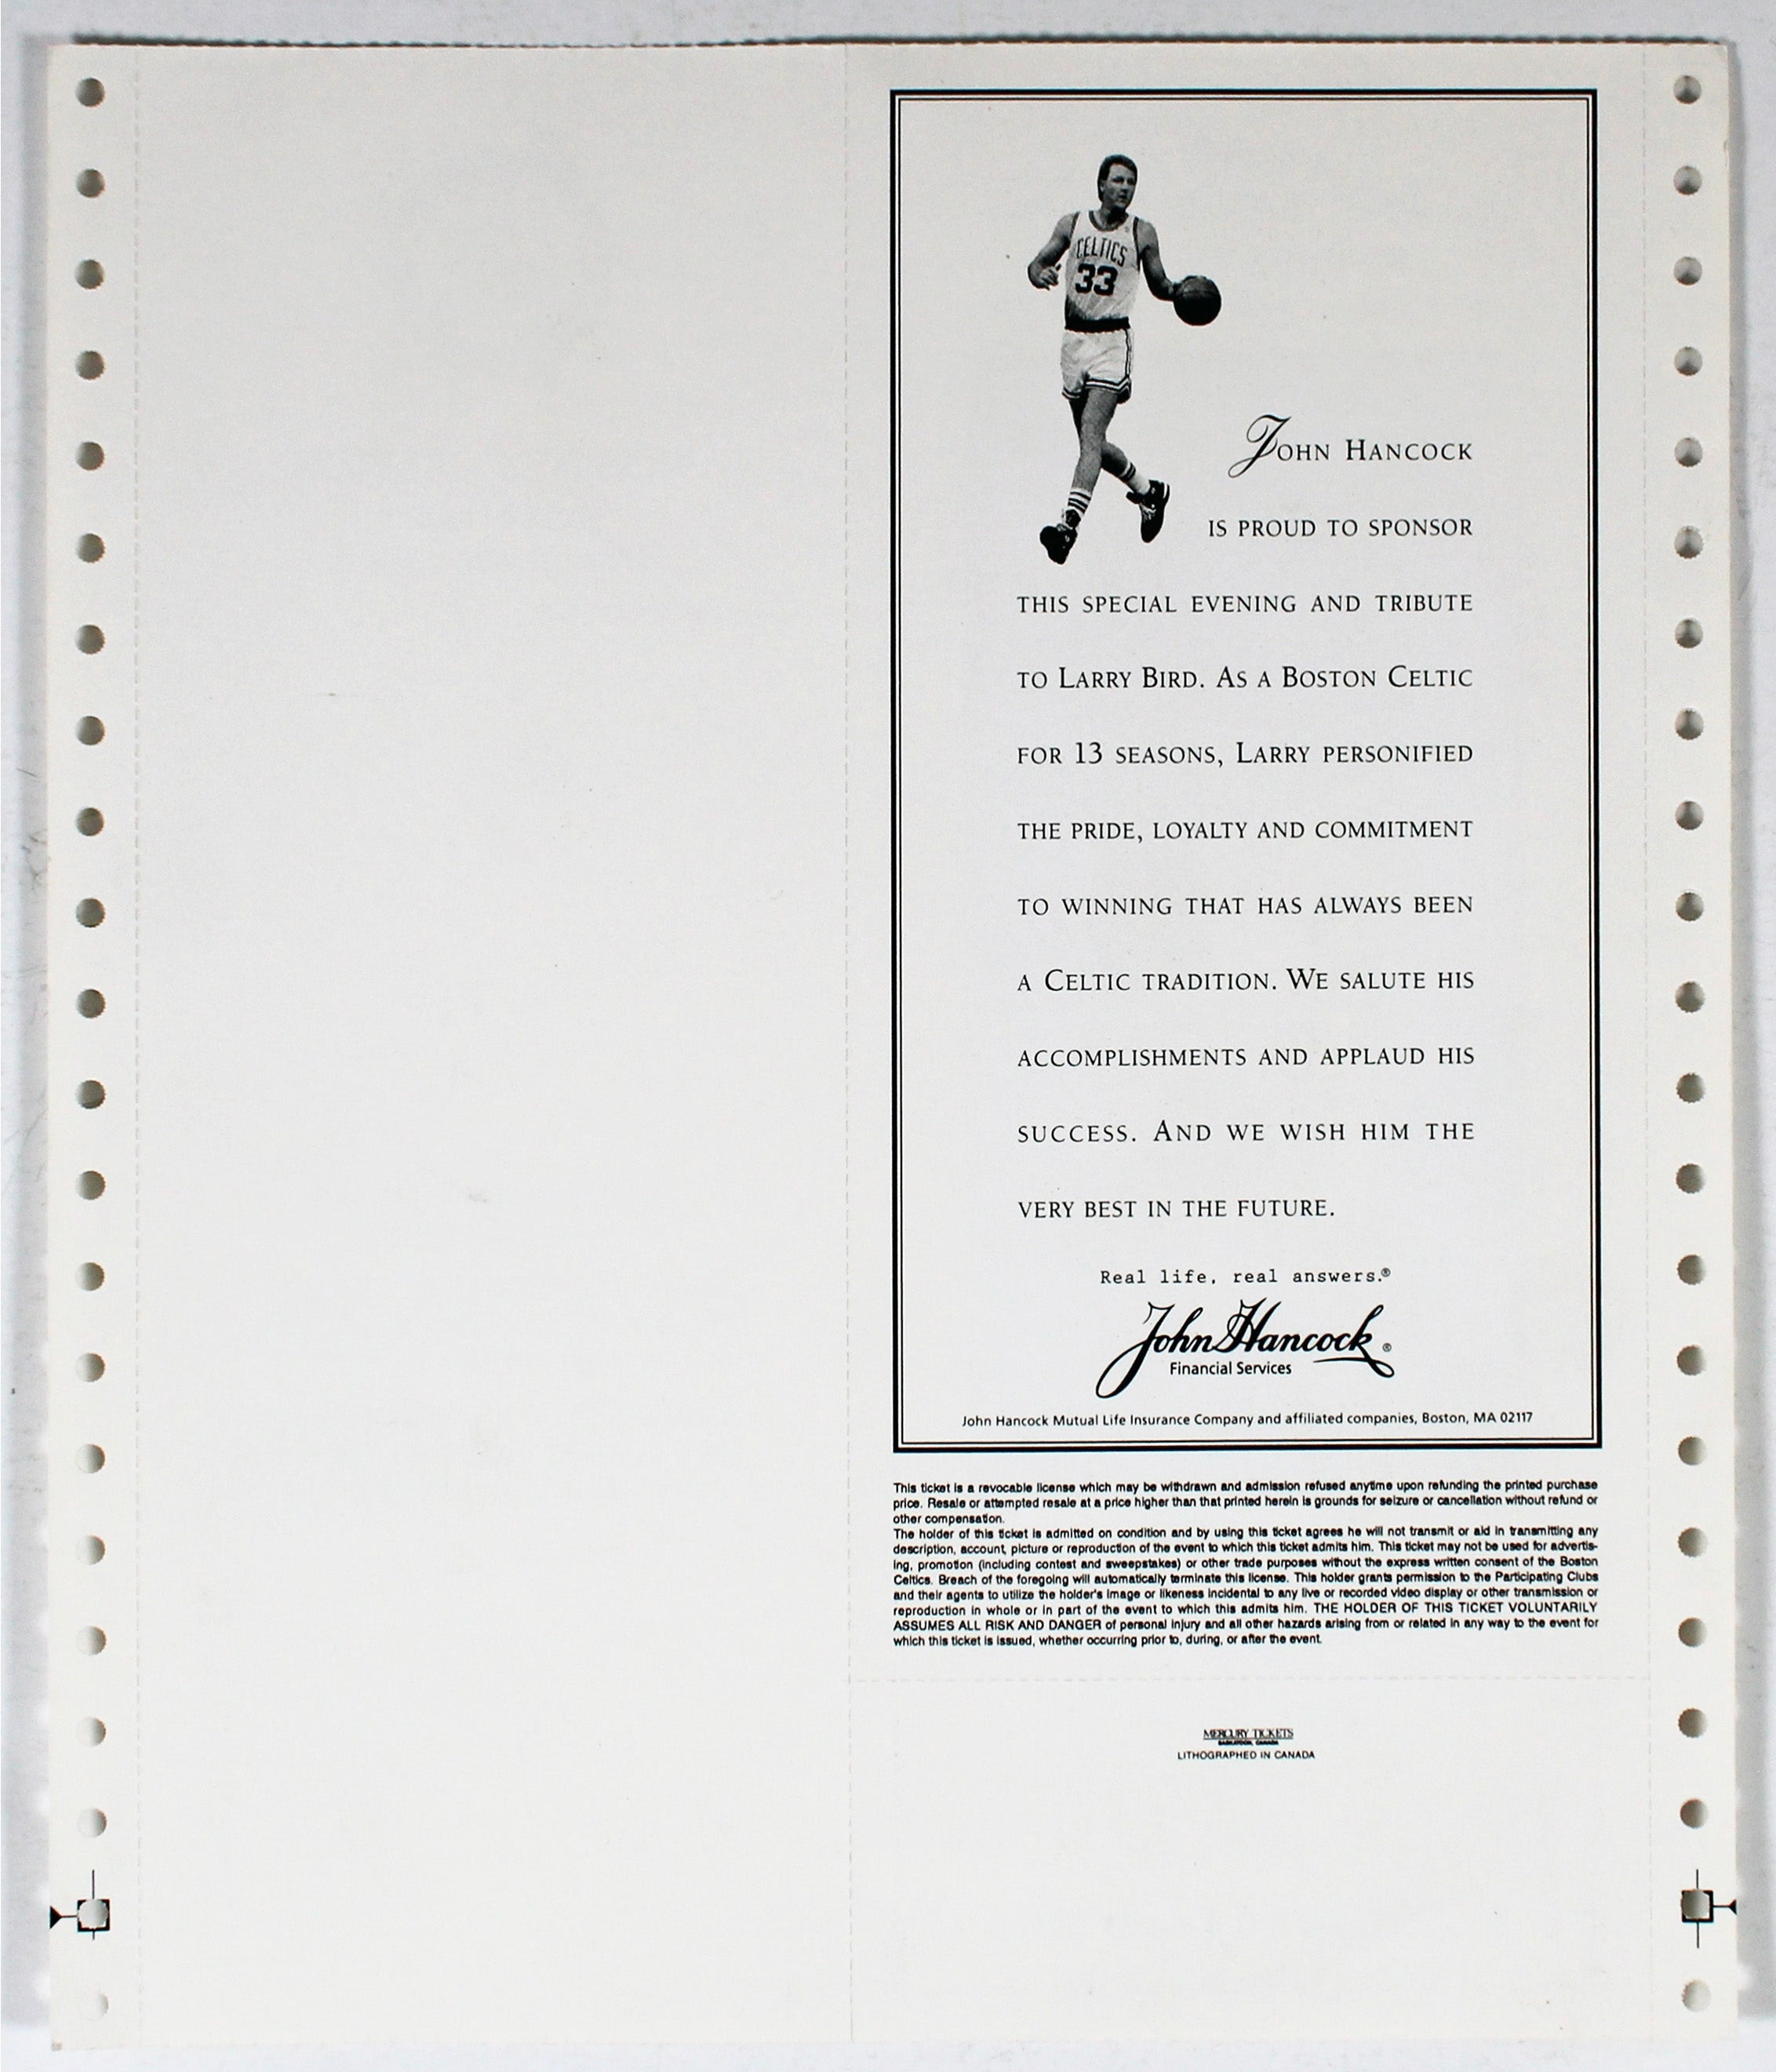 CELTICS
33
JOHN HANCOCK
IS PROUD TO SPONSOR
THIS SPECIAL EVENING AND TRIBUTE
TO LARRY BIRD. AS A BOSTON CELTIC
FOR 13 SEASONS, LARRY PERSONIFIED
THE PRIDE, LOYALTY AND COMMITMENT
TO WINNING THAT HAS ALWAYS BEEN
A CELTIC TRADITION. WE SALUTE HIS
ACCOMPLISHMENTS AND APPLAUD HIS
SUCCESS. AND WE WISH HIM THE
VERY BEST IN THE FUTURE.
Real life, real answers.®
John Hancock®
Financial Services
John Hancock Mutual Life Insurance Company and affiliated companies, Boston, MA 02117
This ticket is a revocable license which may be withdrawn and admission refused anytime upon refunding the printed purchase
price. Resale or attempted resale at a price higher than that printed herein is grounds for seizure or cancellation without refund or
other compensation.
The holder of this ticket is admitted on condition and by using this ticket agrees he will not transmit or aid in transmitting any
description, account, picture or reproduction of the event to which this ticket admits him. This ticket may not be used for advertis-
ing, promotion (including contest and sweepstakes) or other trade purposes without the express written consent of the Boston
Celtics. Breach of the foregoing will automatically terminate this license. This holder grants permission to the Participating Clubs
and their agents to utilize the holder's image or likeness incidental to any live or recorded video display or other transmission or
reproduction in whole or in part of the event to which this admits him. THE HOLDER OF THIS TICKET VOLUNTARILY
ASSUMES ALL RISK AND DANGER of personal injury and all other hazards arising from or related in any way to the event for
which this ticket is issued, whether occurring prior to, during, or after the event.
MERCURY TICKETS
SASKATOON, CANADA
LITHOGRAPHED IN CANADA